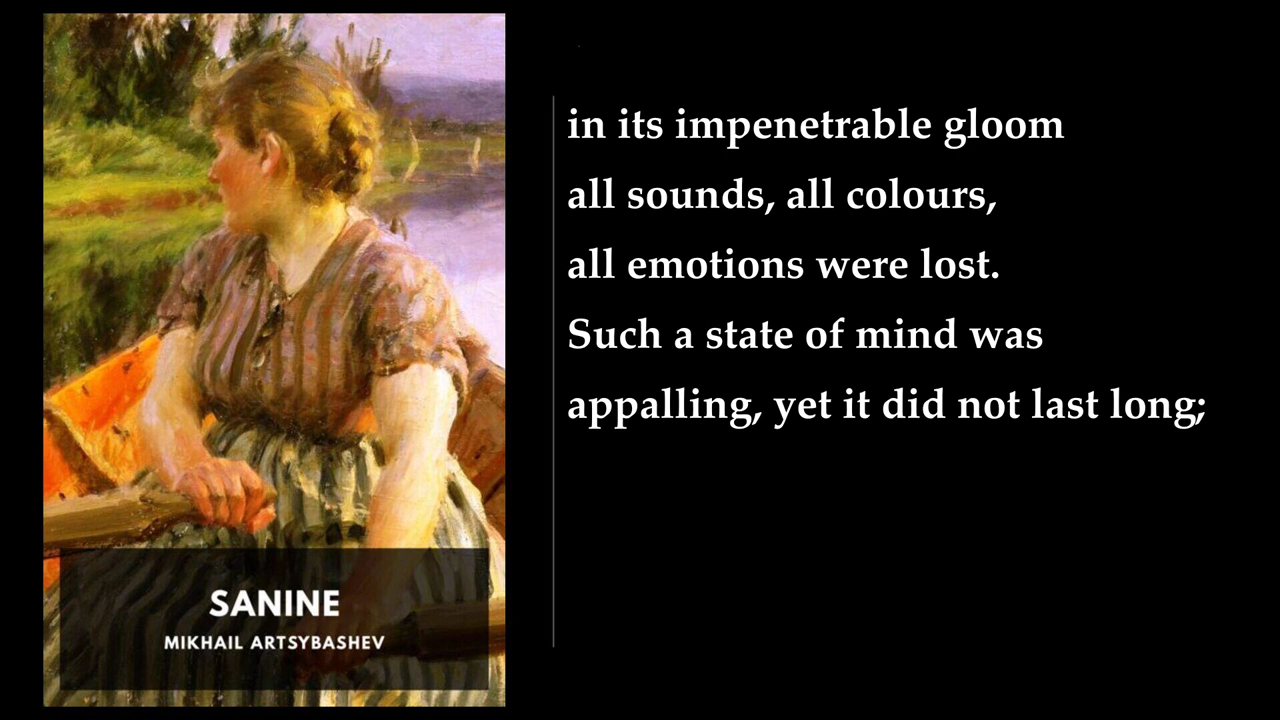 in its impenetrable gloom
all sounds, all colours,
all emotions were lost.
Such a state of mind was
appalling, yet it did not last long;
SANINE
MIKHAIL ARTSYBASHEV